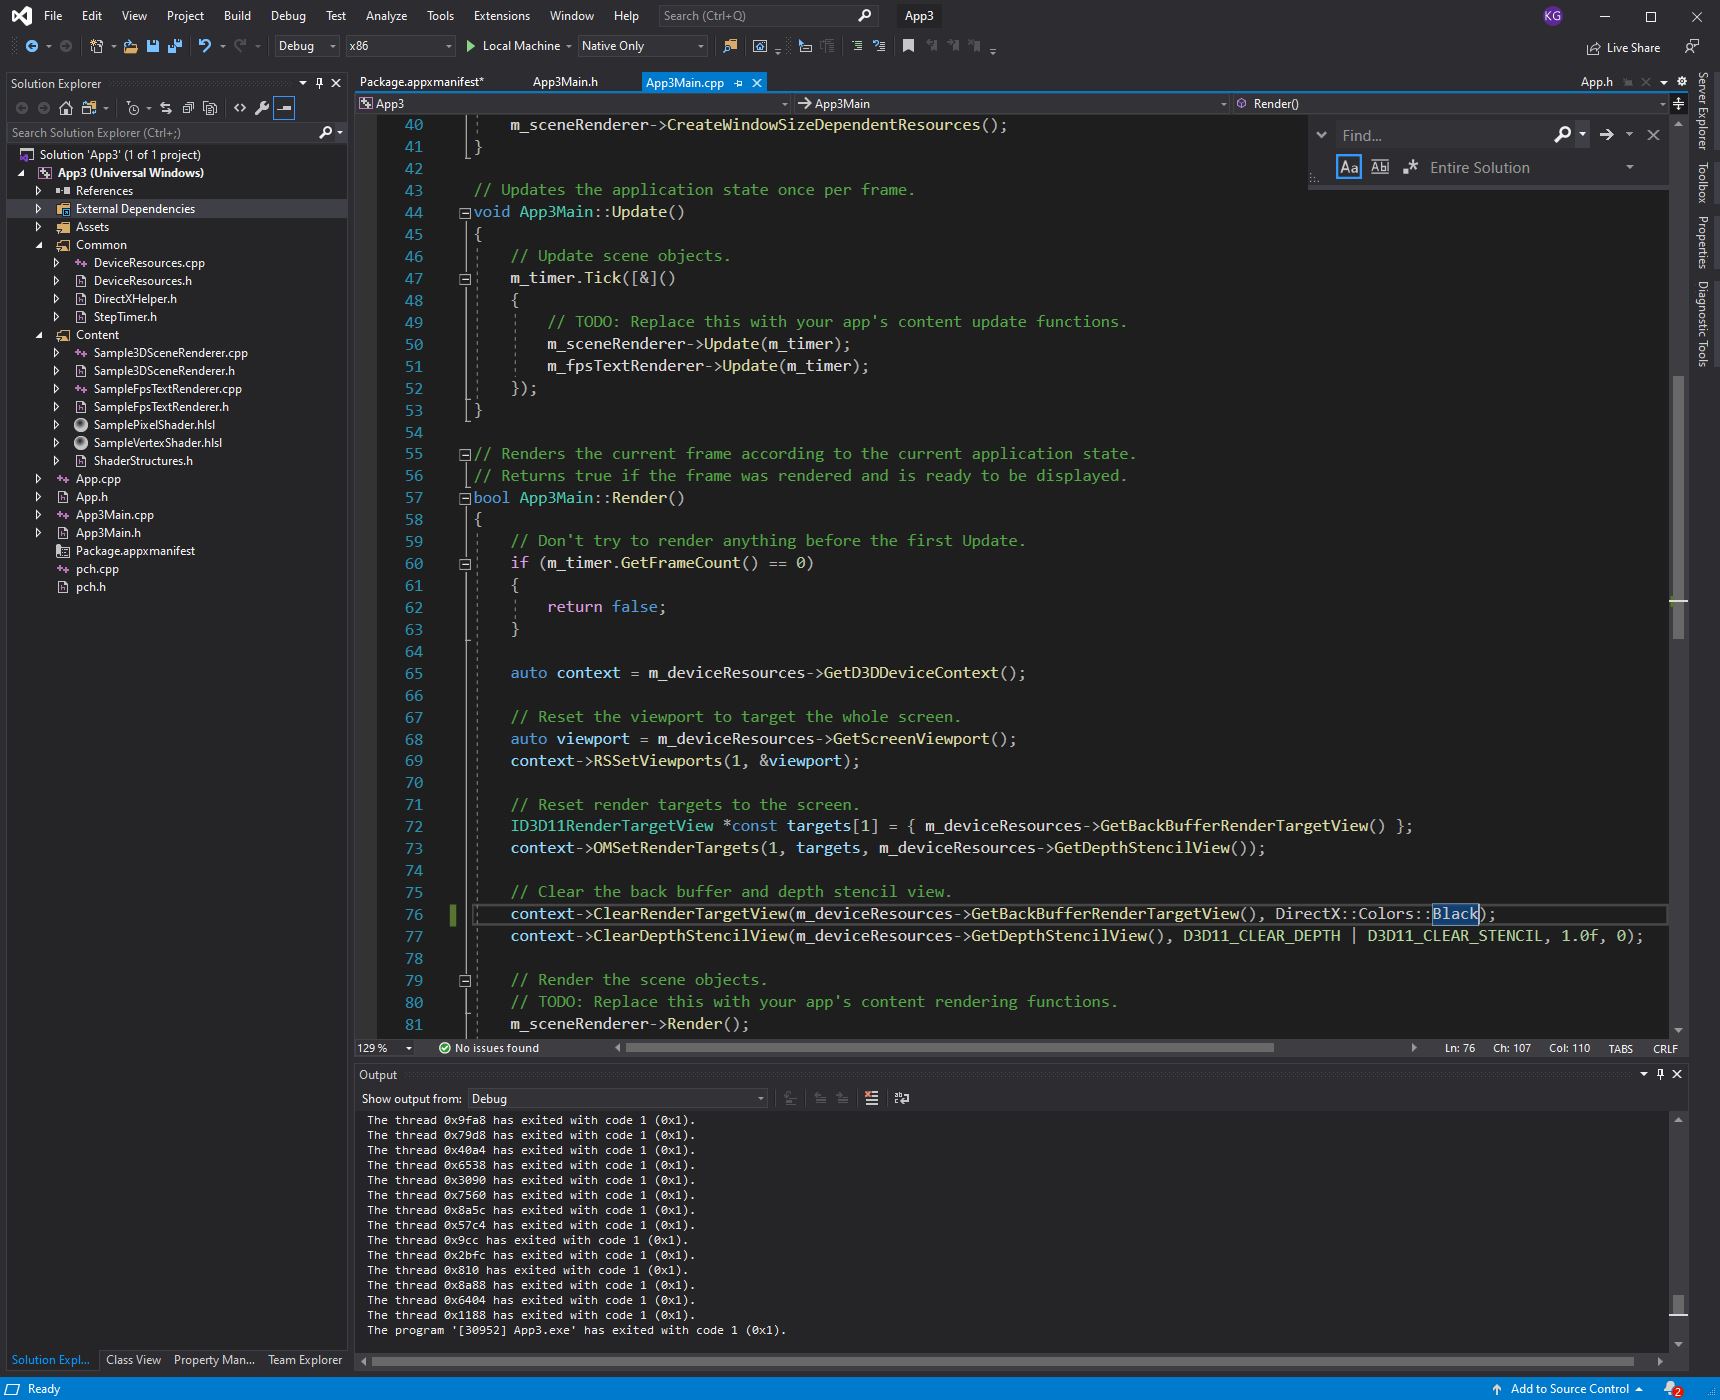 File Edit View Project Build Debug Test Analyze Tools Extensions Window Help Search (Ctrl+Q) App3 KG
Debug x86 Local Machine Native Only Live Share
Solution Explorer
Search Solution Explorer (Ctrl+;)
Solution 'App3' (1 of 1 project)
App3 (Universal Windows)
References
External Dependencies
Assets
Common
DeviceResources.cpp
DeviceResources.h
DirectXHelper.h
StepTimer.h
Content
Sample3DSceneRenderer.cpp
Sample3DSceneRenderer.h
SampleFpsTextRenderer.cpp
SampleFpsTextRenderer.h
SamplePixelShader.hlsl
SampleVertexShader.hlsl
ShaderStructures.h
App.cpp
App.h
App3Main.cpp
App3Main.h
Package.appxmanifest
pch.cpp
pch.h
Solution Expl... Class View Property Man... Team Explorer
Package.appxmanifest* App3Main.h App3Main.cpp App.h
App3 App3Main Render()
Find...
Aa Abl .* Entire Solution
40 m_sceneRenderer->CreateWindowSizeDependentResources();
41 }
42
43 // Updates the application state once per frame.
44 void App3Main::Update()
45 {
46 // Update scene objects.
47 m_timer.Tick([&]()
48 {
49 // TODO: Replace this with your app's content update functions.
50 m_sceneRenderer->Update(m_timer);
51 m_fpsTextRenderer->Update(m_timer);
52 });
53 }
54
55 // Renders the current frame according to the current application state.
56 // Returns true if the frame was rendered and is ready to be displayed.
57 bool App3Main::Render()
58 {
59 // Don't try to render anything before the first Update.
60 if (m_timer.GetFrameCount() == 0)
61 {
62 return false;
63 }
64
65 auto context = m_deviceResources->GetD3DDeviceContext();
66
67 // Reset the viewport to target the whole screen.
68 auto viewport = m_deviceResources->GetScreenViewport();
69 context->RSSetViewports(1, &viewport);
70
71 // Reset render targets to the screen.
72 ID3D11RenderTargetView *const targets[1] = { m_deviceResources->GetBackBufferRenderTargetView() };
73 context->OMSetRenderTargets(1, targets, m_deviceResources->GetDepthStencilView());
74
75 // Clear the back buffer and depth stencil view.
76 context->ClearRenderTargetView(m_deviceResources->GetBackBufferRenderTargetView(), DirectX::Colors::Black);
77 context->ClearDepthStencilView(m_deviceResources->GetDepthStencilView(), D3D11_CLEAR_DEPTH | D3D11_CLEAR_STENCIL, 1.0f, 0);
78
79 // Render the scene objects.
80 // TODO: Replace this with your app's content rendering functions.
81 m_sceneRenderer->Render();
129 % No issues found Ln: 76 Ch: 107 Col: 110 TABS CRLF
Output
Show output from: Debug
The thread 0x9fa8 has exited with code 1 (0x1).
The thread 0x79d8 has exited with code 1 (0x1).
The thread 0x40a4 has exited with code 1 (0x1).
The thread 0x6538 has exited with code 1 (0x1).
The thread 0x3090 has exited with code 1 (0x1).
The thread 0x7560 has exited with code 1 (0x1).
The thread 0x8a5c has exited with code 1 (0x1).
The thread 0x57c4 has exited with code 1 (0x1).
The thread 0x9cc has exited with code 1 (0x1).
The thread 0x2bfc has exited with code 1 (0x1).
The thread 0x810 has exited with code 1 (0x1).
The thread 0x8a88 has exited with code 1 (0x1).
The thread 0x6404 has exited with code 1 (0x1).
The thread 0x1188 has exited with code 1 (0x1).
The program '[30952] App3.exe' has exited with code 1 (0x1).
Server Explorer
Toolbox
Properties
Diagnostic Tools
Ready Add to Source Control 2